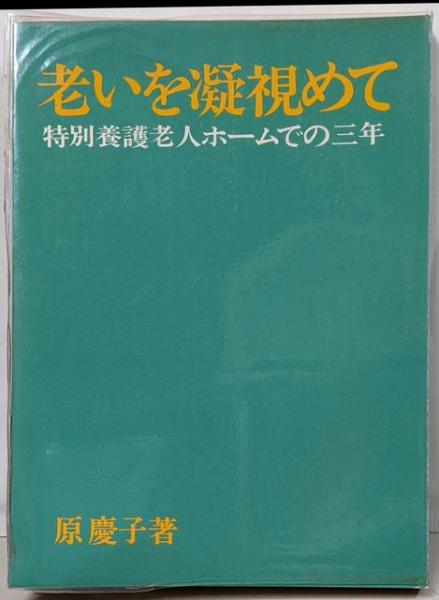 老いを凝視めて
特別養護老人ホームでの三年
原慶子著